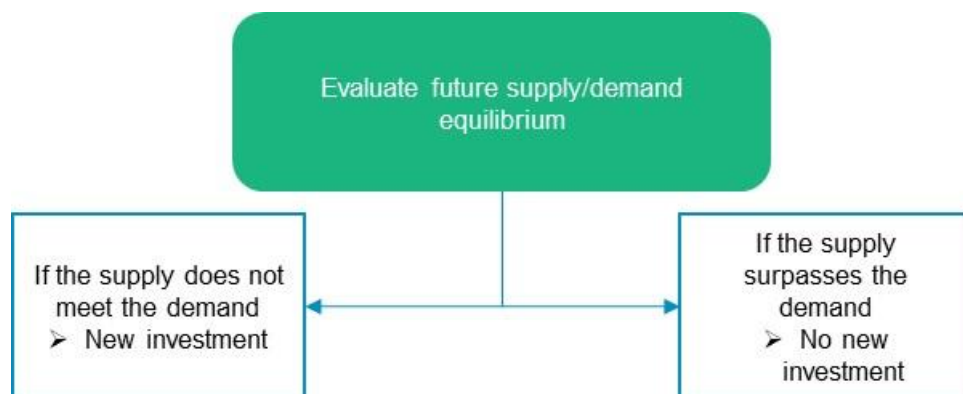 Evaluate future supply/demand
equilibrium
If the supply does not
meet the demand
➢ New investment
If the supply
surpasses the
demand
➢ No new
investment